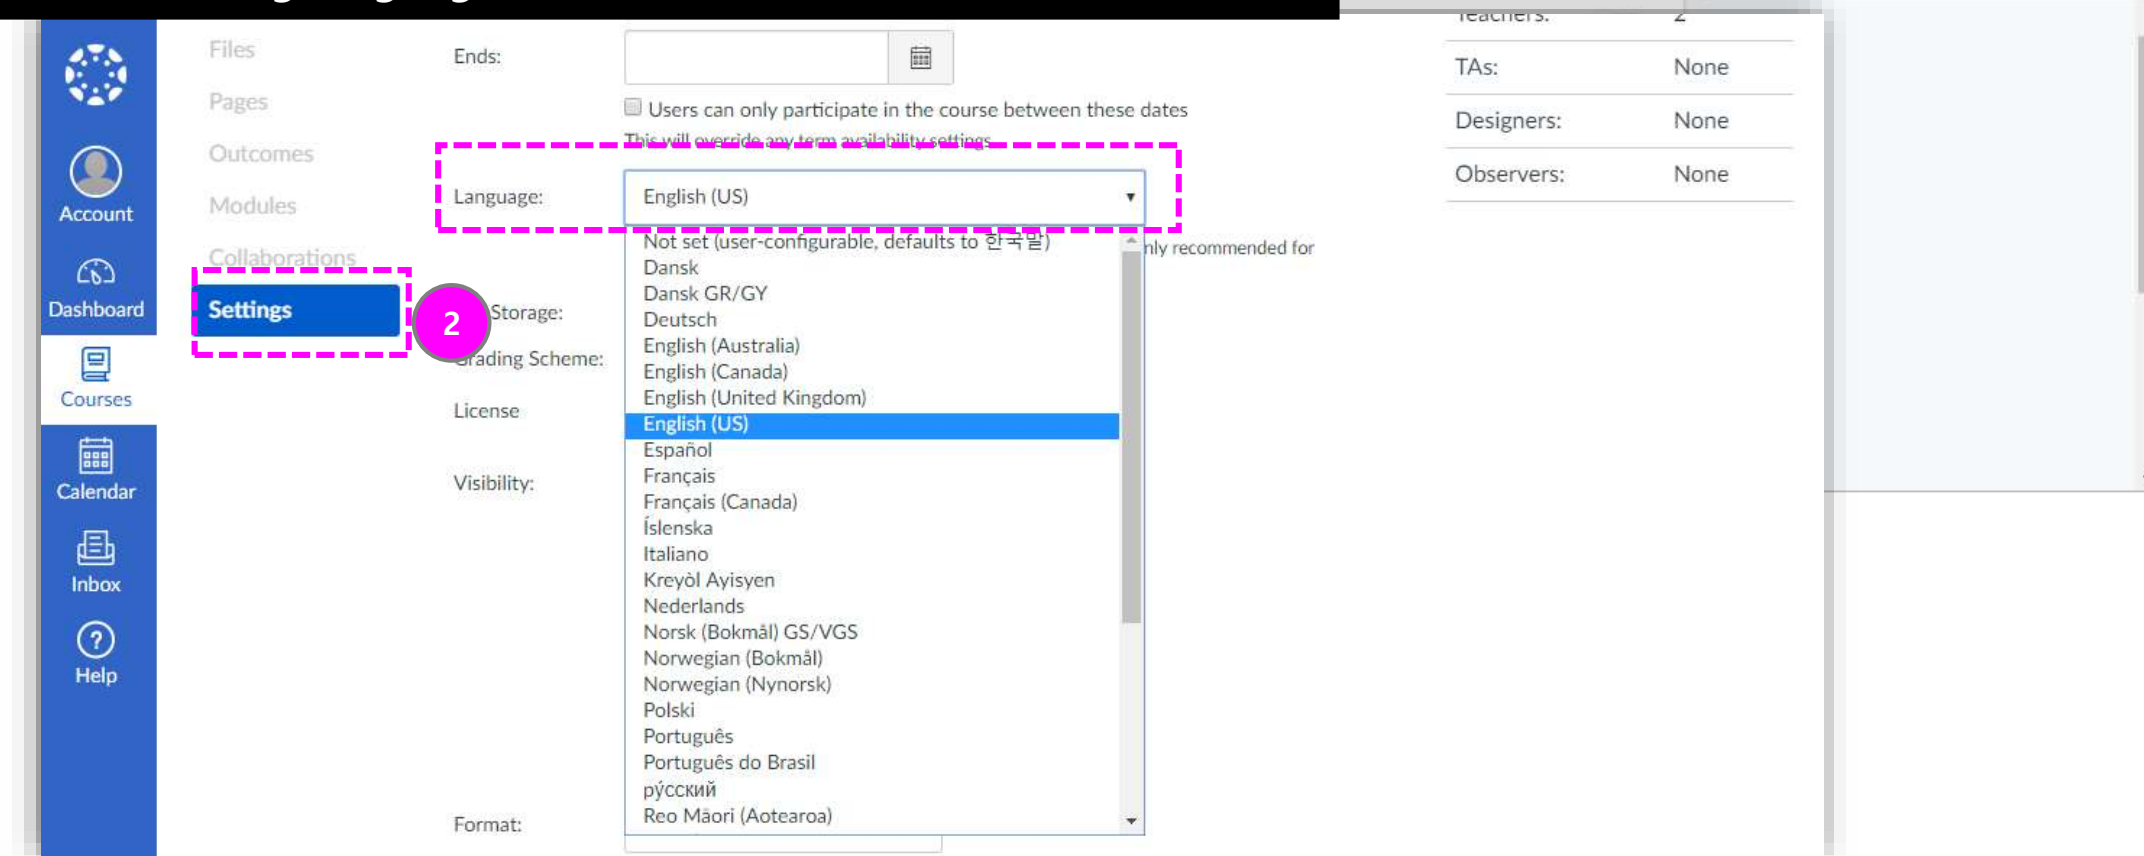 Account
Dashboard
Courses
Calendar
Inbox
Help
Files
Pages
Outcomes
Modules
Collaborations
Settings
2
Ends:
Users can only participate in the course between these dates
This will override any term availability settings
Language:
English (US)
Not set (user-configurable, defaults to 한국말)
Dansk
Dansk GR/GY
Deutsch
English (Australia)
English (Canada)
English (United Kingdom)
English (US)
Español
Français
Français (Canada)
Íslenska
Italiano
Kreyòl Ayisyen
Nederlands
Norsk (Bokmål) GS/VGS
Norwegian (Bokmål)
Norwegian (Nynorsk)
Polski
Português
Português do Brasil
ру́сский
Reo Māori (Aotearoa)
recommended for
Storage:
Grading Scheme:
License
Visibility:
Format:
Teachers: 2
TAs: None
Designers: None
Observers: None